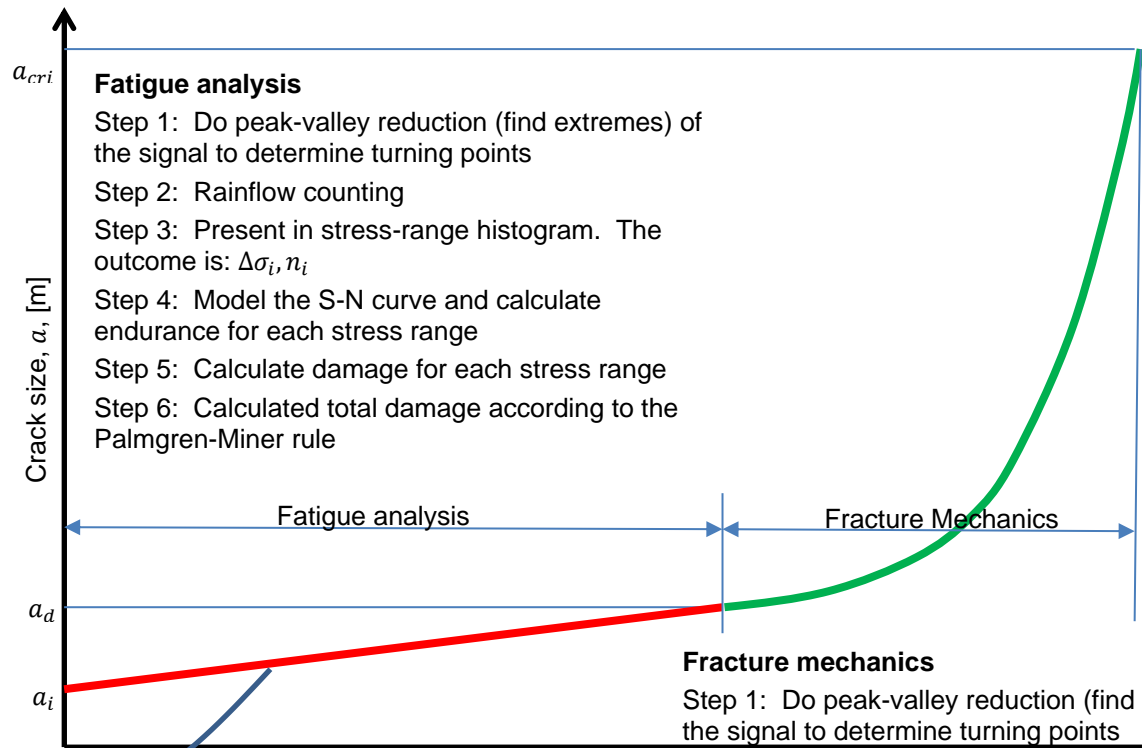 a_cri
Fatigue analysis
Step 1: Do peak-valley reduction (find extremes) of
the signal to determine turning points
Step 2: Rainflow counting
Step 3: Present in stress-range histogram. The
outcome is: Δσ_i, n_i
Step 4: Model the S-N curve and calculate
endurance for each stress range
Step 5: Calculate damage for each stress range
Step 6: Calculated total damage according to the
Palmgren-Miner rule
Crack size, a, [m]
Fatigue analysis
Fracture Mechanics
a_d
a_i
Fracture mechanics
Step 1: Do peak-valley reduction (find
the signal to determine turning points